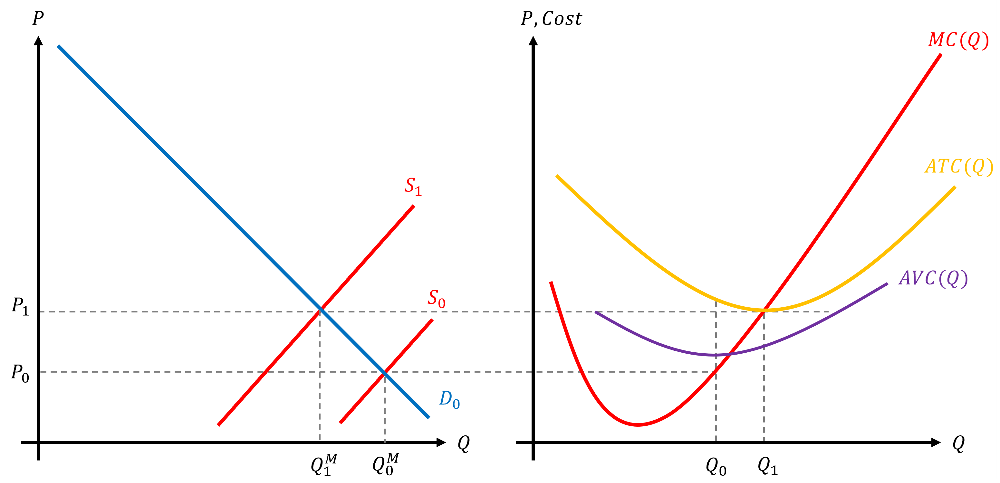 P
P, Cost
MC(Q)
ATC(Q)
S₁
AVC(Q)
S₀
P₁
P₀
D₀
Q
Q
Q₁ᴹ
Q₀ᴹ
Q₀
Q₁